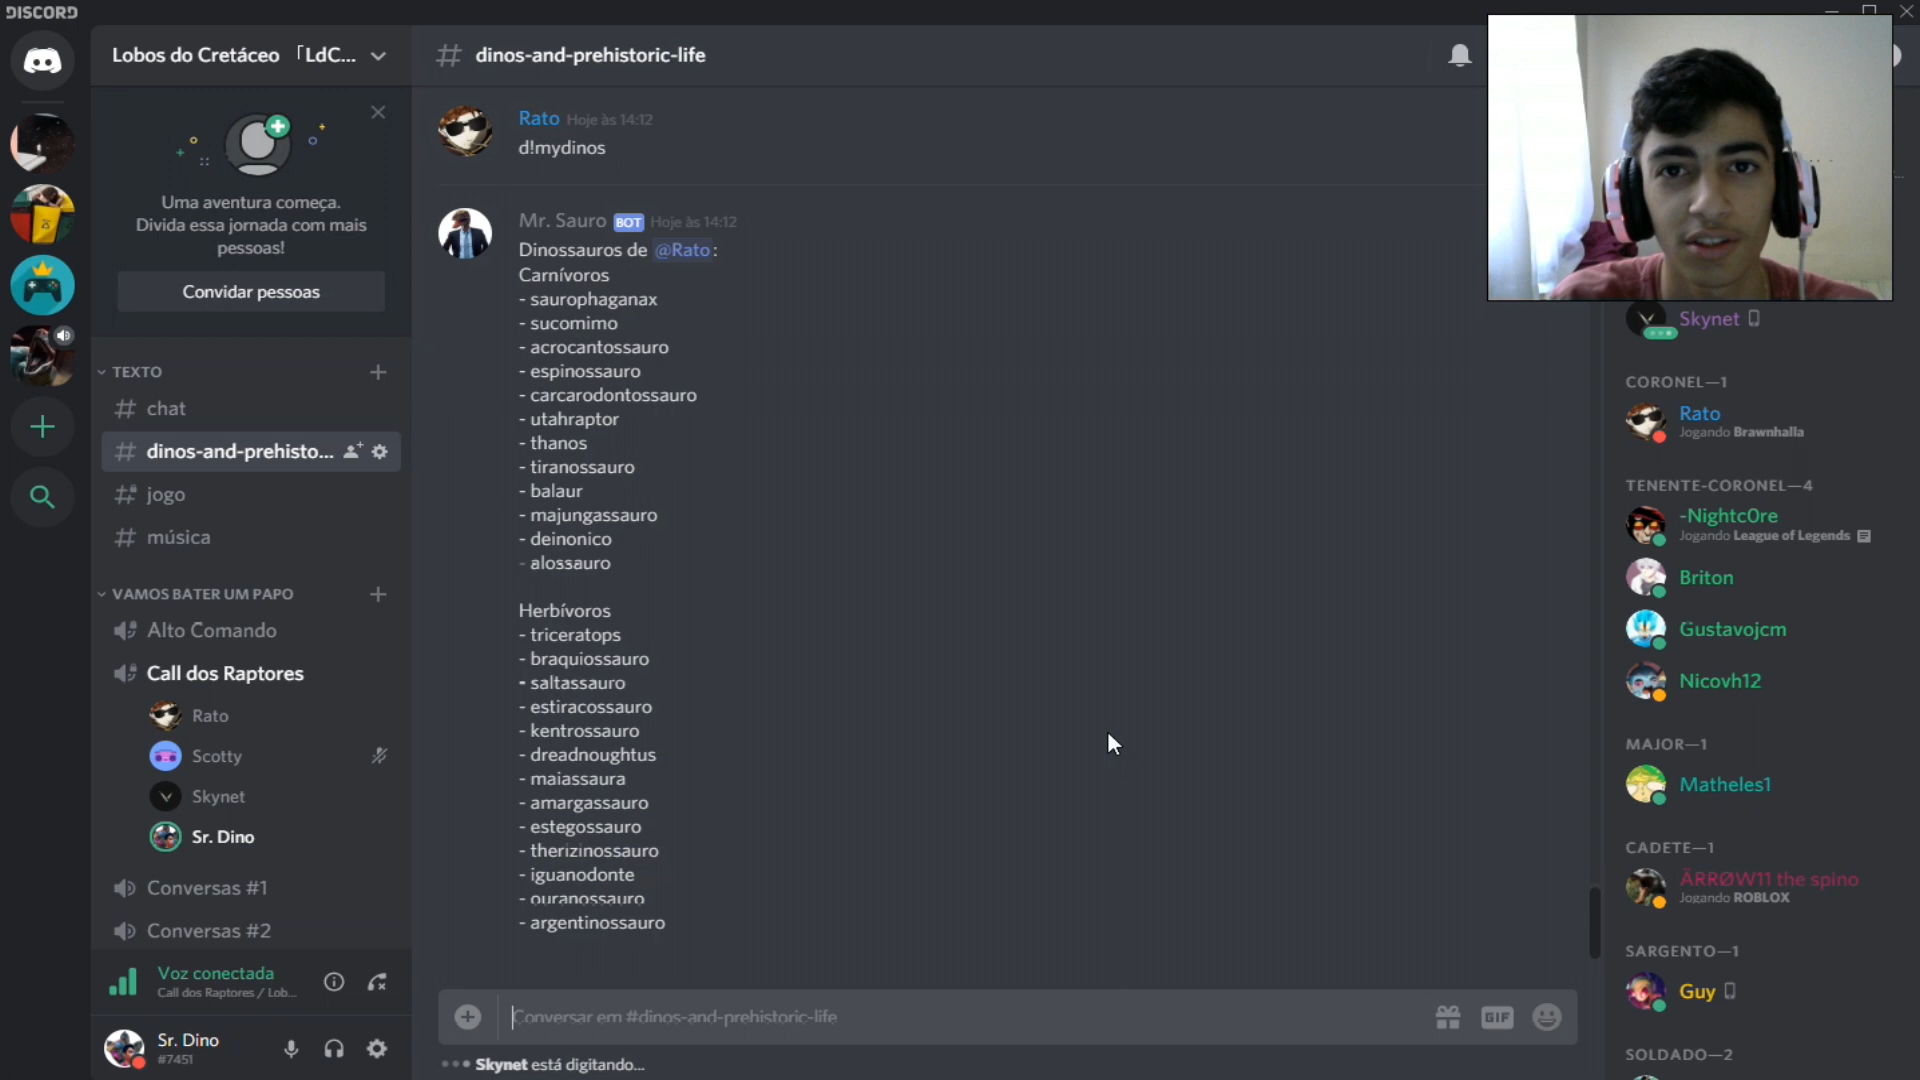 DISCORD
Lobos do Cretáceo 「LdC...
Uma aventura começa.
Divida essa jornada com mais
pessoas!
Convidar pessoas
TEXTO
chat
dinos-and-prehisto...
jogo
música
VAMOS BATER UM PAPO
Alto Comando
Call dos Raptores
Rato
Scotty
Skynet
Sr. Dino
Conversas #1
Conversas #2
Voz conectada
Call dos Raptores / Lob...
Sr. Dino
#7451
# dinos-and-prehistoric-life
Rato Hoje às 14:12
d!mydinos
Mr. Sauro BOT Hoje às 14:12
Dinossauros de @Rato:
Carnívoros
- saurophaganax
- sucomimo
- acrocantossauro
- espinossauro
- carcarodontossauro
- utahraptor
- thanos
- tiranossauro
- balaur
- majungassauro
- deinonico
- alossauro
Herbívoros
- triceratops
- braquiossauro
- saltassauro
- estiracossauro
- kentrossauro
- dreadnoughtus
- maiassaura
- amargassauro
- estegossauro
- therizinossauro
- iguanodonte
- ouranossauro
- argentinossauro
Conversar em #dinos-and-prehistoric-life
GIF
Skynet está digitando...
Skynet
CORONEL—1
Rato
Jogando Brawnhalla
TENENTE-CORONEL—4
-Nightc0re
Jogando League of Legends
Briton
Gustavojcm
Nicovh12
MAJOR—1
Matheles1
CADETE—1
ÄRRØW11 the spino
Jogando ROBLOX
SARGENTO—1
Guy
SOLDADO—2